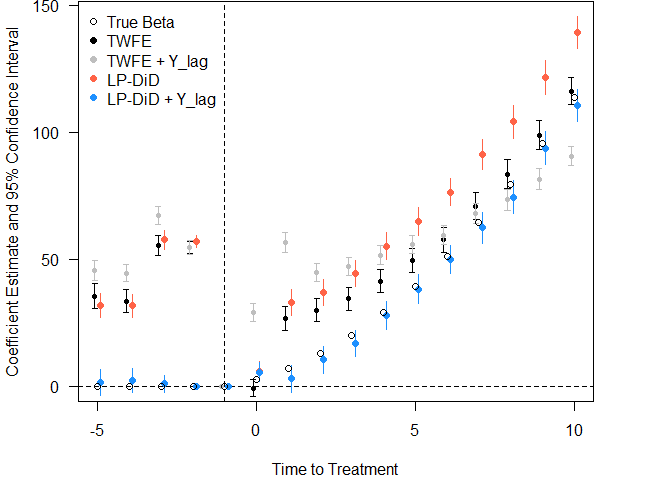 Coefficient Estimate and 95% Confidence Interval
150
100
50
0
True Beta
TWFE
TWFE + Y_lag
LP-DiD
LP-DiD + Y_lag
-5
0
5
10
Time to Treatment